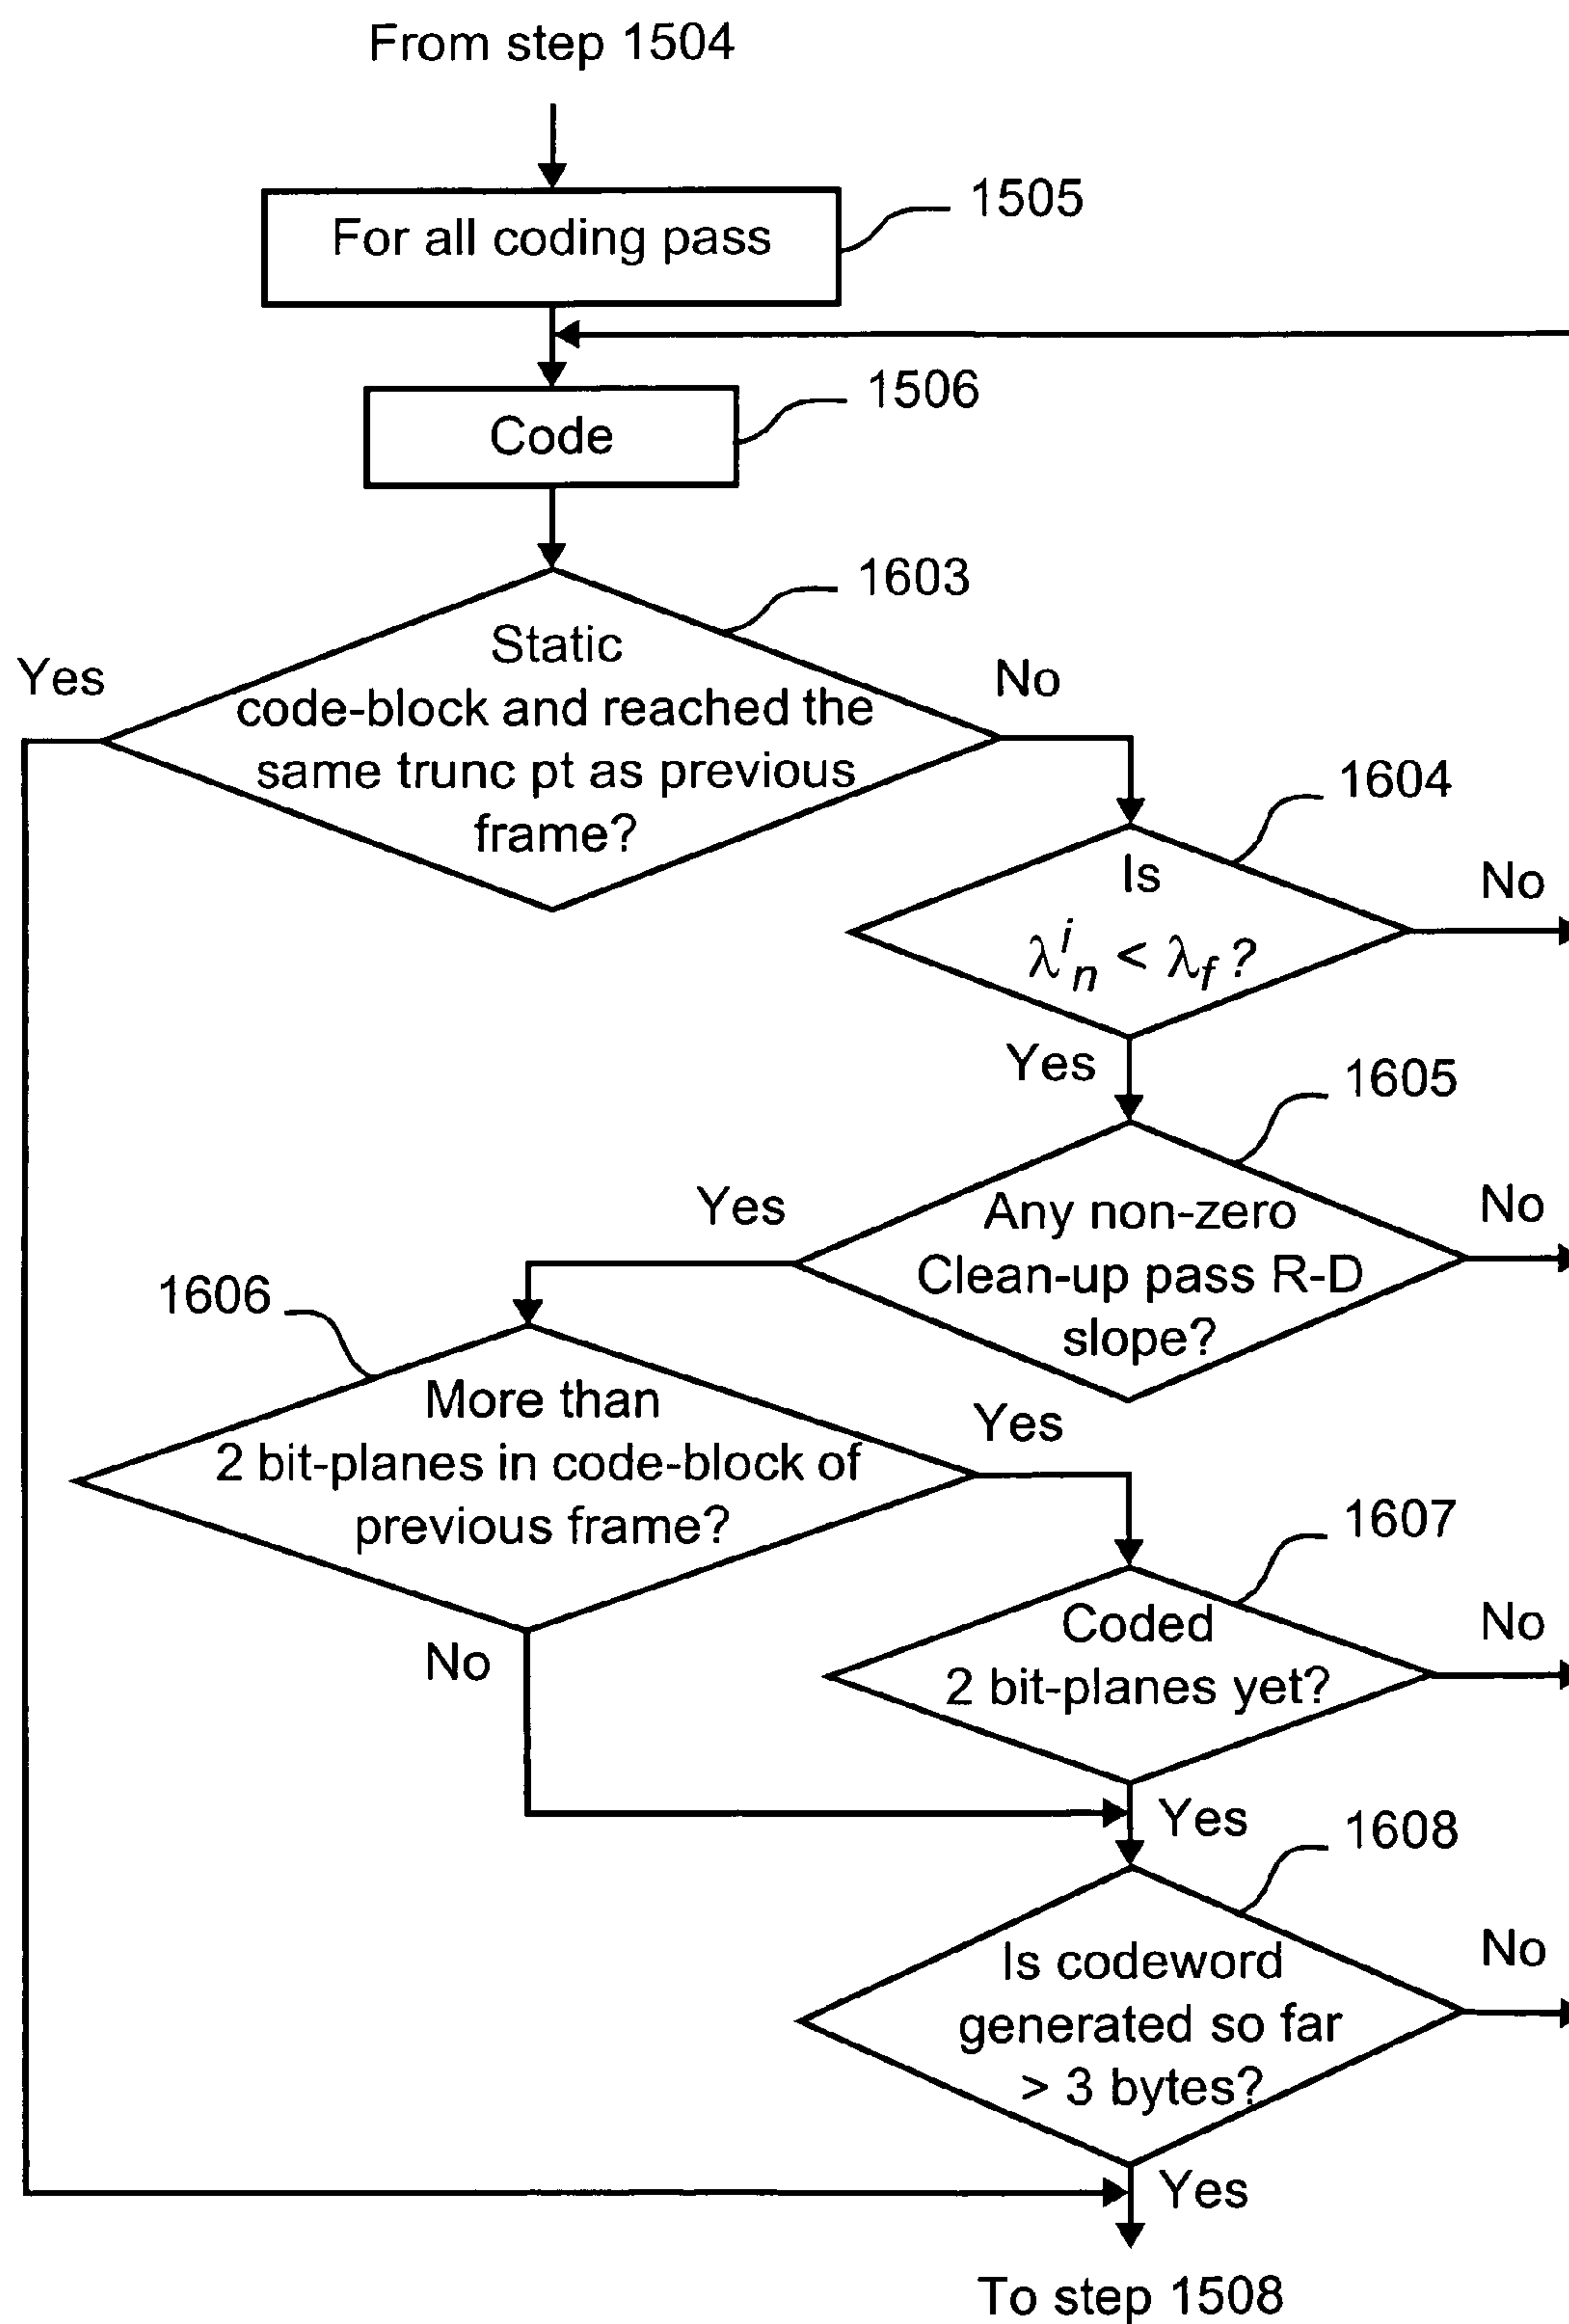 From step 1504
For all coding pass
1505
Code
1506
1603
Static
code-block and reached the
same trunc pt as previous
frame?
Yes
No
1604
Is
λⁱₙ < λ_f ?
No
Yes
1605
Any non-zero
Clean-up pass R-D
slope?
Yes
No
1606
More than
2 bit-planes in code-block of
previous frame?
Yes
No
1607
Coded
2 bit-planes yet?
No
Yes
1608
Is codeword
generated so far
> 3 bytes?
No
Yes
To step 1508